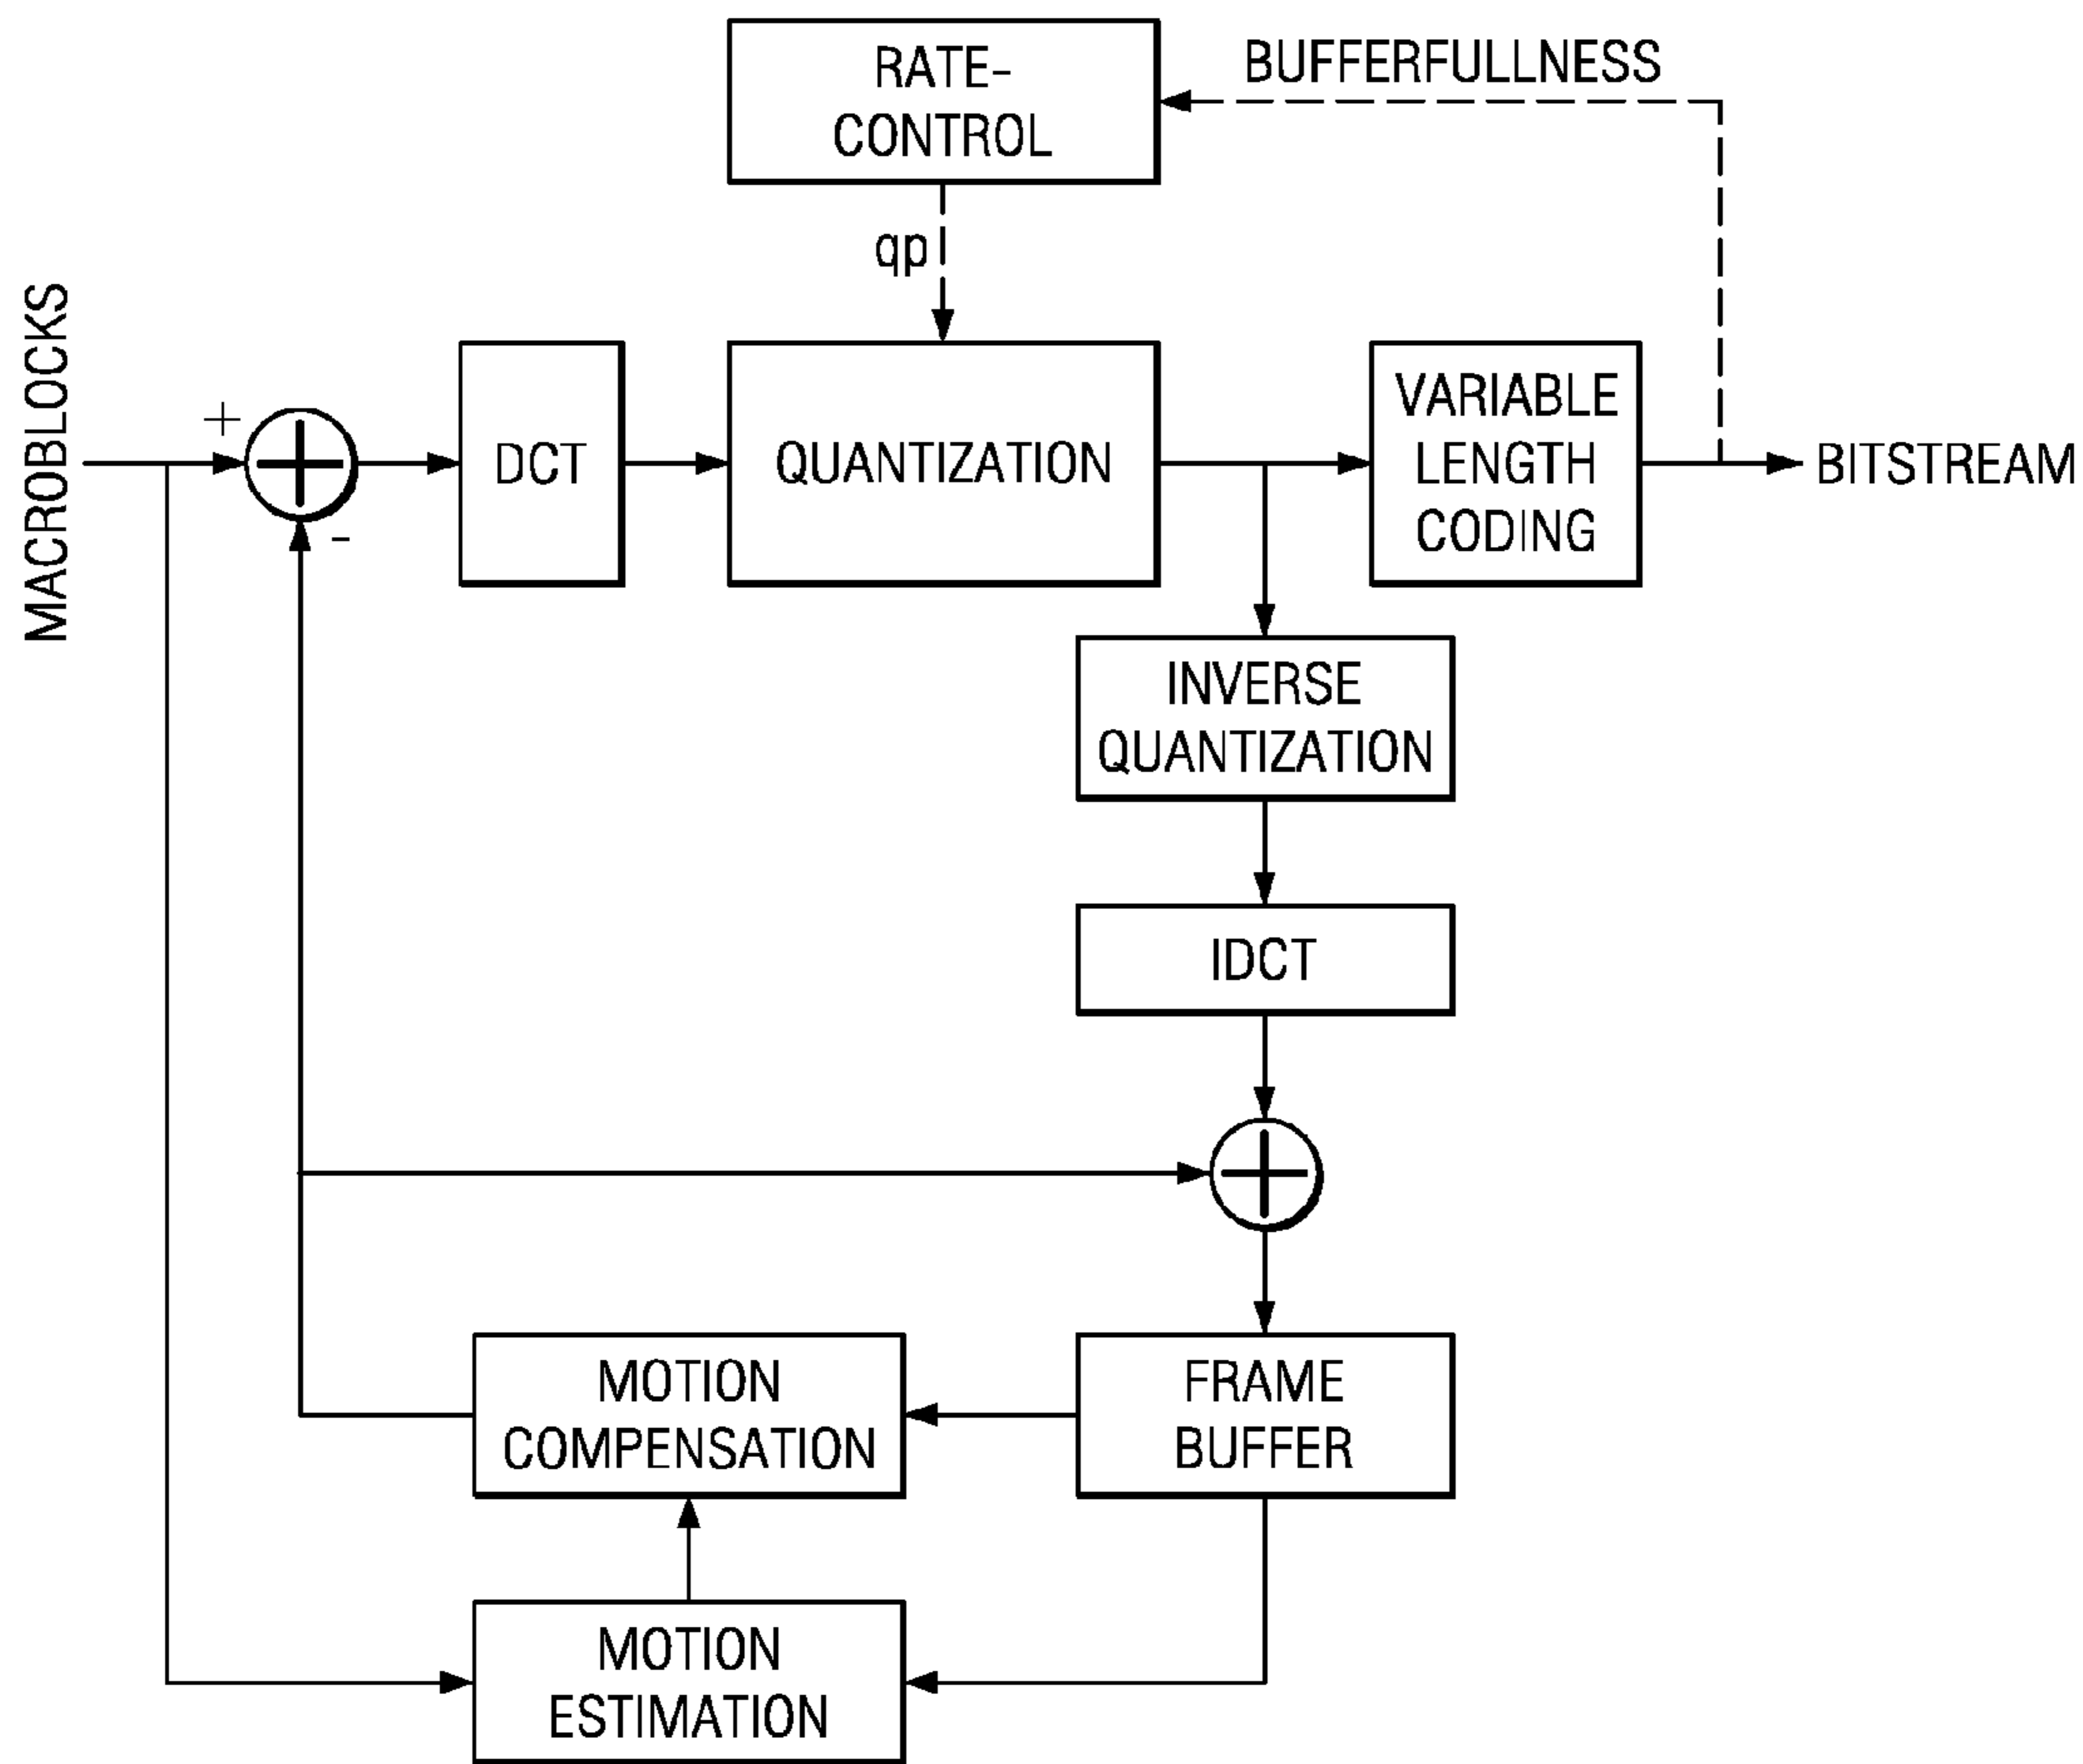 RATE-
CONTROL
BUFFERFULLNESS
qp
MACROBLOCKS
+
-
DCT
QUANTIZATION
VARIABLE
LENGTH
CODING
BITSTREAM
INVERSE
QUANTIZATION
IDCT
MOTION
COMPENSATION
FRAME
BUFFER
MOTION
ESTIMATION